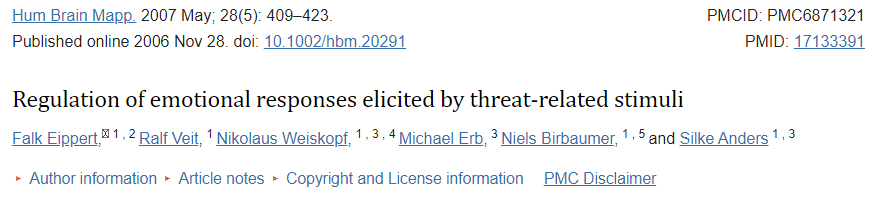 Hum Brain Mapp. 2007 May; 28(5): 409–423. PMCID: PMC6871321
Published online 2006 Nov 28. doi: 10.1002/hbm.20291 PMID: 17133391
Regulation of emotional responses elicited by threat-related stimuli
Falk Eippert, 1 , 2 Ralf Veit, 1 Nikolaus Weiskopf, 1 , 3 , 4 Michael Erb, 3 Niels Birbaumer, 1 , 5 and Silke Anders 1 , 3
▸ Author information ▸ Article notes ▸ Copyright and License information PMC Disclaimer